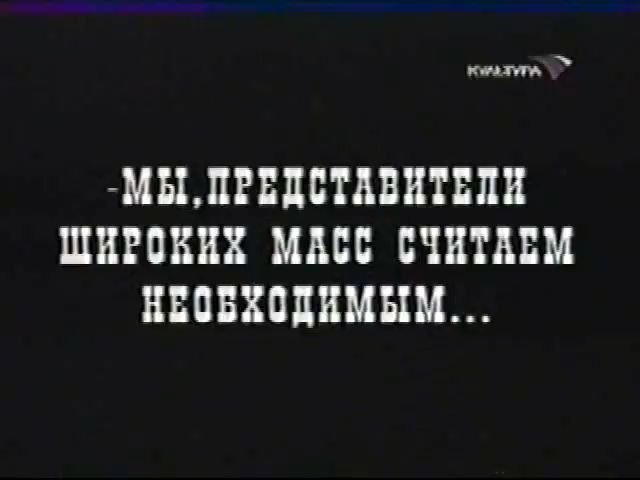 КУЛЬТУРА
-МЫ,ПРЕДСТАВИТЕЛИ
ШИРОКИХ МАСС СЧИТАЕМ
НЕОБХОДИМЫМ...